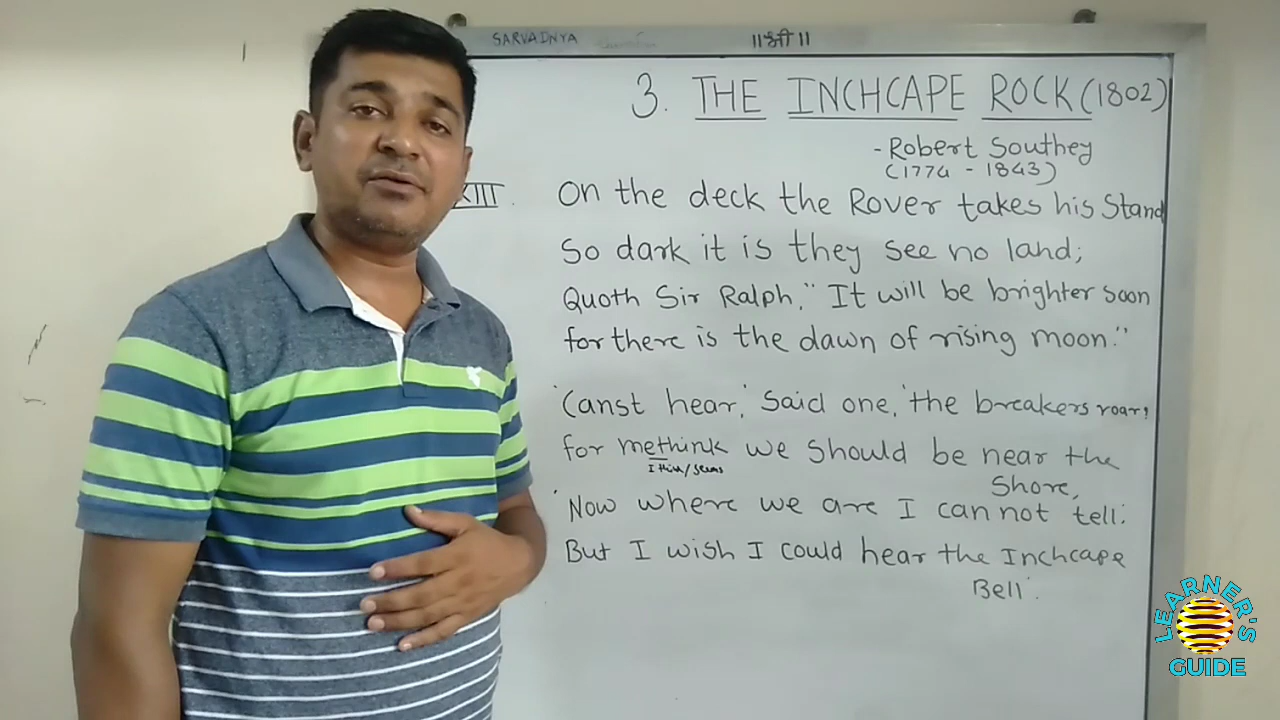 SARVADNYA
॥श्री॥
3. THE INCHCAPE ROCK (1802)
- Robert Southey
(1774 - 1843)
XIII.
On the deck the Rover takes his Stand
So dark it is they see no land;
Quoth Sir Ralph, "It will be brighter soon
for there is the dawn of rising moon."
'Canst hear,' said one, 'the breakers roar,
for methink we should be near the
Shore,
I thin/seems
'Now where we are I cannot tell.
But I wish I could hear the Inchcape
Bell'.
LEARNER'S
GUIDE